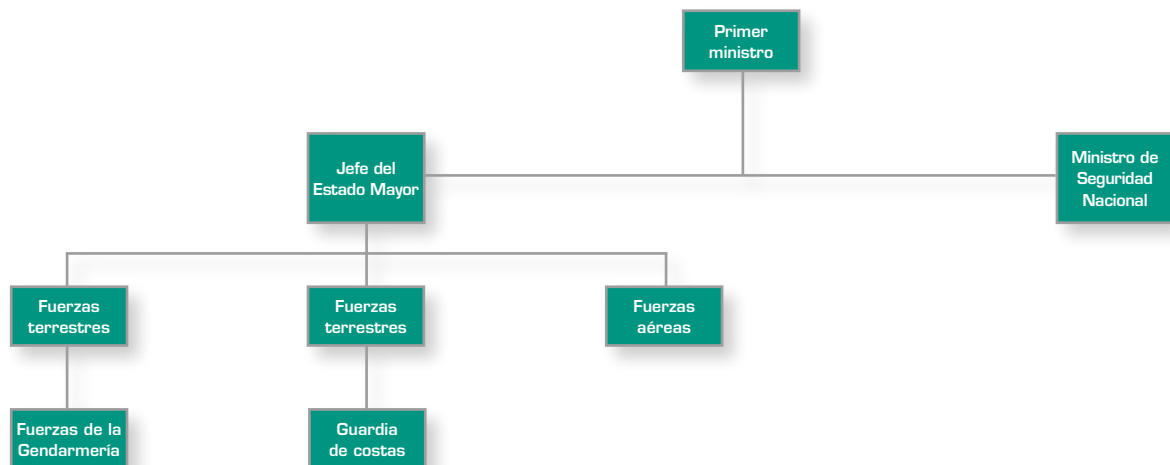 Primer
ministro
Jefe del
Estado Mayor
Ministro de
Seguridad
Nacional
Fuerzas
terrestres
Fuerzas
terrestres
Fuerzas
aéreas
Fuerzas de la
Gendarmería
Guardia
de costas